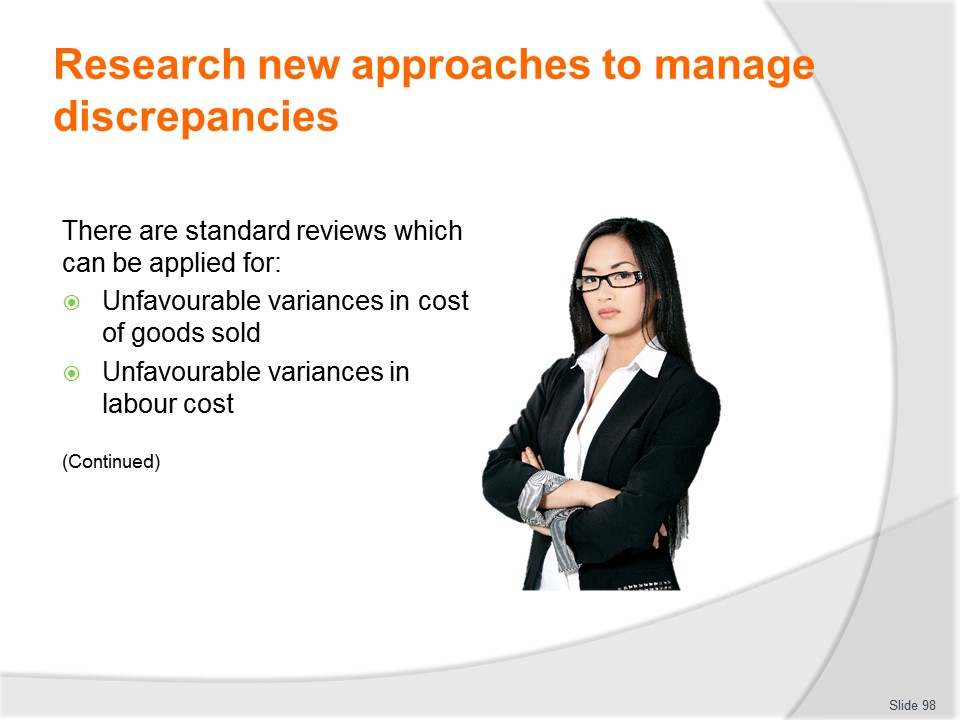 Research new approaches to manage
discrepancies
There are standard reviews which
can be applied for:
Unfavourable variances in cost
of goods sold
Unfavourable variances in
labour cost
(Continued)
Slide 98